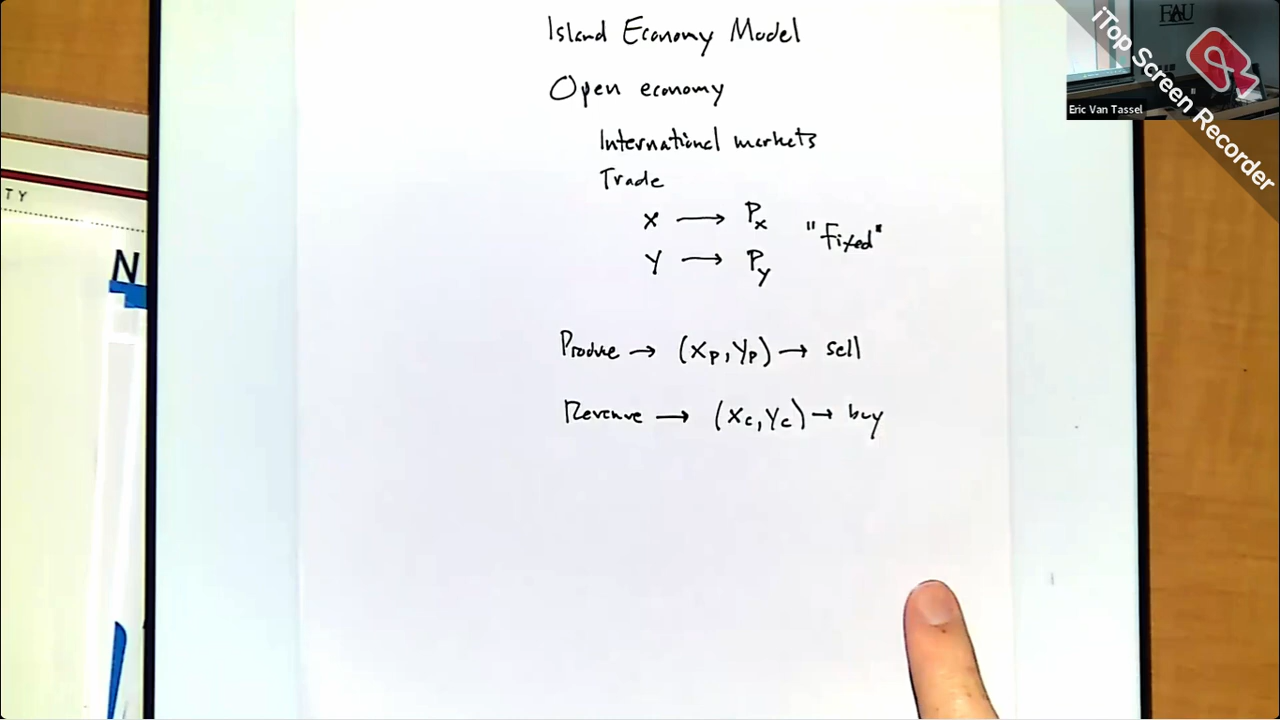 Island Economy Model
Open economy
International markets
Trade
X → Px
"Fixed"
Y → Py
Produce → (Xp, Yp) → sell
Revenue → (Xc, Yc) → buy
TY
N
FAU
Eric Van Tassel
iTop Screen Recorder